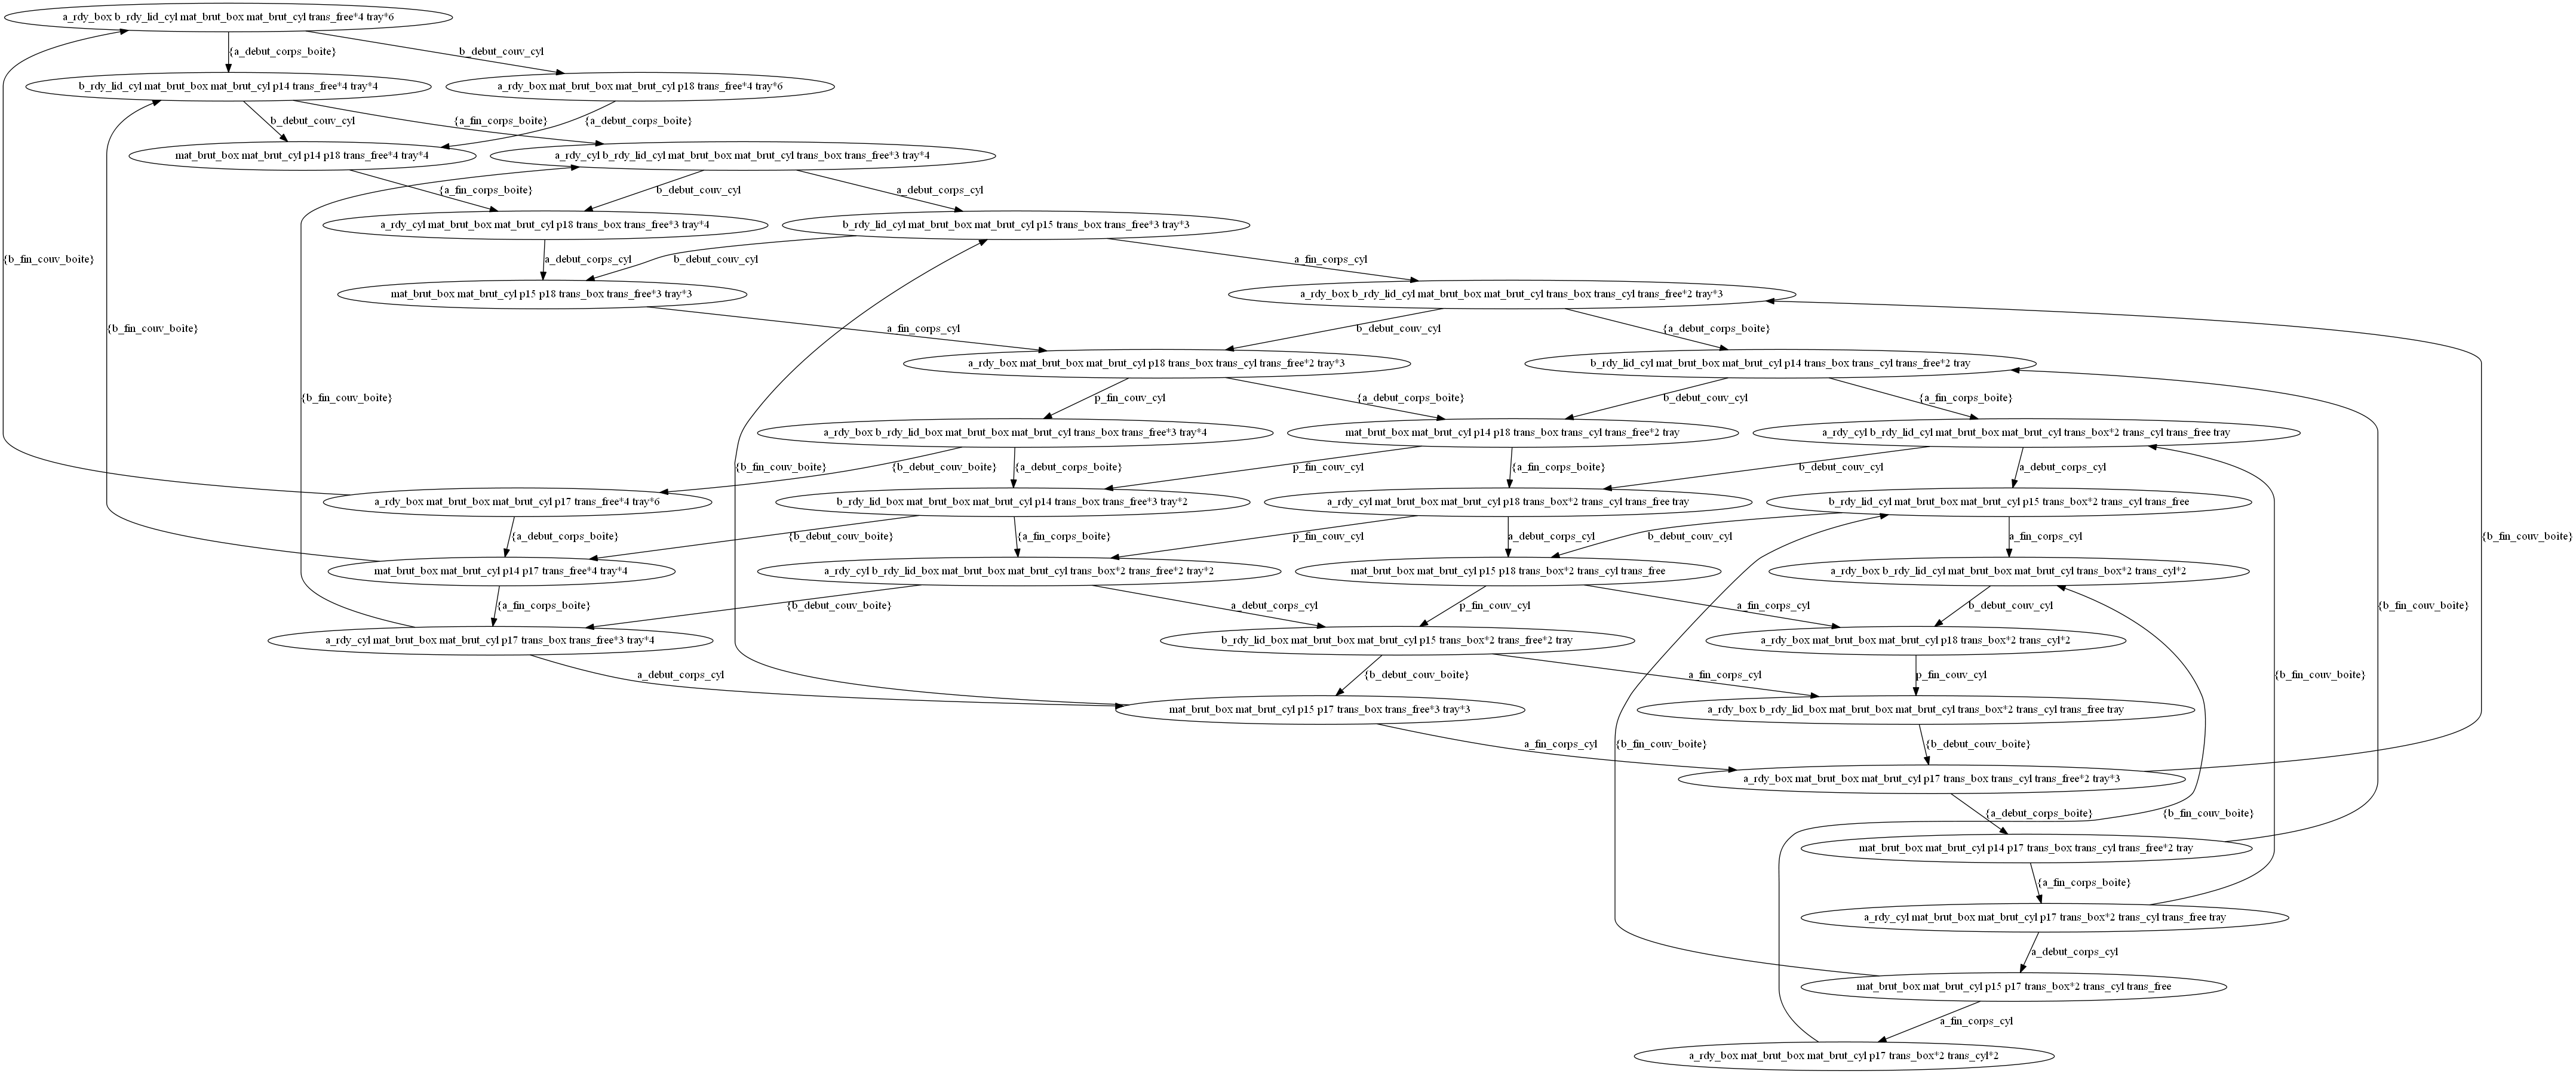 a_rdy_box b_rdy_lid_cyl mat_brut_box mat_brut_cyl trans_free*4 tray*6
{a_debut_corps_boite}
b_debut_couv_cyl
b_rdy_lid_cyl mat_brut_box mat_brut_cyl p14 trans_free*4 tray*4
a_rdy_box mat_brut_box mat_brut_cyl p18 trans_free*4 tray*6
b_debut_couv_cyl
{a_fin_corps_boite}
{a_debut_corps_boite}
mat_brut_box mat_brut_cyl p14 p18 trans_free*4 tray*4
a_rdy_cyl b_rdy_lid_cyl mat_brut_box mat_brut_cyl trans_box trans_free*3 tray*4
{a_fin_corps_boite}
b_debut_couv_cyl
a_debut_corps_cyl
a_rdy_cyl mat_brut_box mat_brut_cyl p18 trans_box trans_free*3 tray*4
b_rdy_lid_cyl mat_brut_box mat_brut_cyl p15 trans_box trans_free*3 tray*3
{b_fin_couv_boite}
a_debut_corps_cyl
b_debut_couv_cyl
a_fin_corps_cyl
mat_brut_box mat_brut_cyl p15 p18 trans_box trans_free*3 tray*3
a_rdy_box b_rdy_lid_cyl mat_brut_box mat_brut_cyl trans_box trans_cyl trans_free*2 tray*3
{b_fin_couv_boite}
a_fin_corps_cyl
b_debut_couv_cyl
{a_debut_corps_boite}
a_rdy_box mat_brut_box mat_brut_cyl p18 trans_box trans_cyl trans_free*2 tray*3
b_rdy_lid_cyl mat_brut_box mat_brut_cyl p14 trans_box trans_cyl trans_free*2 tray
{b_fin_couv_boite}
p_fin_couv_cyl
{a_debut_corps_boite}
b_debut_couv_cyl
{a_fin_corps_boite}
a_rdy_box b_rdy_lid_box mat_brut_box mat_brut_cyl trans_box trans_free*3 tray*4
mat_brut_box mat_brut_cyl p14 p18 trans_box trans_cyl trans_free*2 tray
a_rdy_cyl b_rdy_lid_cyl mat_brut_box mat_brut_cyl trans_box*2 trans_cyl trans_free tray
{b_fin_couv_boite}
{b_debut_couv_boite}
{a_debut_corps_boite}
p_fin_couv_cyl
{a_fin_corps_boite}
b_debut_couv_cyl
a_debut_corps_cyl
a_rdy_box mat_brut_box mat_brut_cyl p17 trans_free*4 tray*6
b_rdy_lid_box mat_brut_box mat_brut_cyl p14 trans_box trans_free*3 tray*2
a_rdy_cyl mat_brut_box mat_brut_cyl p18 trans_box*2 trans_cyl trans_free tray
b_rdy_lid_cyl mat_brut_box mat_brut_cyl p15 trans_box*2 trans_cyl trans_free
{a_debut_corps_boite}
{b_debut_couv_boite}
{a_fin_corps_boite}
p_fin_couv_cyl
a_debut_corps_cyl
b_debut_couv_cyl
a_fin_corps_cyl
{b_fin_couv_boite}
mat_brut_box mat_brut_cyl p14 p17 trans_free*4 tray*4
a_rdy_cyl b_rdy_lid_box mat_brut_box mat_brut_cyl trans_box*2 trans_free*2 tray*2
mat_brut_box mat_brut_cyl p15 p18 trans_box*2 trans_cyl trans_free
a_rdy_box b_rdy_lid_cyl mat_brut_box mat_brut_cyl trans_box*2 trans_cyl*2
{a_fin_corps_boite}
{b_debut_couv_boite}
a_debut_corps_cyl
p_fin_couv_cyl
a_fin_corps_cyl
b_debut_couv_cyl
{b_fin_couv_boite}
a_rdy_cyl mat_brut_box mat_brut_cyl p17 trans_box trans_free*3 tray*4
b_rdy_lid_box mat_brut_box mat_brut_cyl p15 trans_box*2 trans_free*2 tray
a_rdy_box mat_brut_box mat_brut_cyl p18 trans_box*2 trans_cyl*2
a_debut_corps_cyl
{b_debut_couv_boite}
a_fin_corps_cyl
p_fin_couv_cyl
{b_fin_couv_boite}
mat_brut_box mat_brut_cyl p15 p17 trans_box trans_free*3 tray*3
a_rdy_box b_rdy_lid_box mat_brut_box mat_brut_cyl trans_box*2 trans_cyl trans_free tray
a_fin_corps_cyl
{b_fin_couv_boite}
{b_debut_couv_boite}
a_rdy_box mat_brut_box mat_brut_cyl p17 trans_box trans_cyl trans_free*2 tray*3
{a_debut_corps_boite}
{b_fin_couv_boite}
mat_brut_box mat_brut_cyl p14 p17 trans_box trans_cyl trans_free*2 tray
{a_fin_corps_boite}
a_rdy_cyl mat_brut_box mat_brut_cyl p17 trans_box*2 trans_cyl trans_free tray
a_debut_corps_cyl
mat_brut_box mat_brut_cyl p15 p17 trans_box*2 trans_cyl trans_free
a_fin_corps_cyl
a_rdy_box mat_brut_box mat_brut_cyl p17 trans_box*2 trans_cyl*2